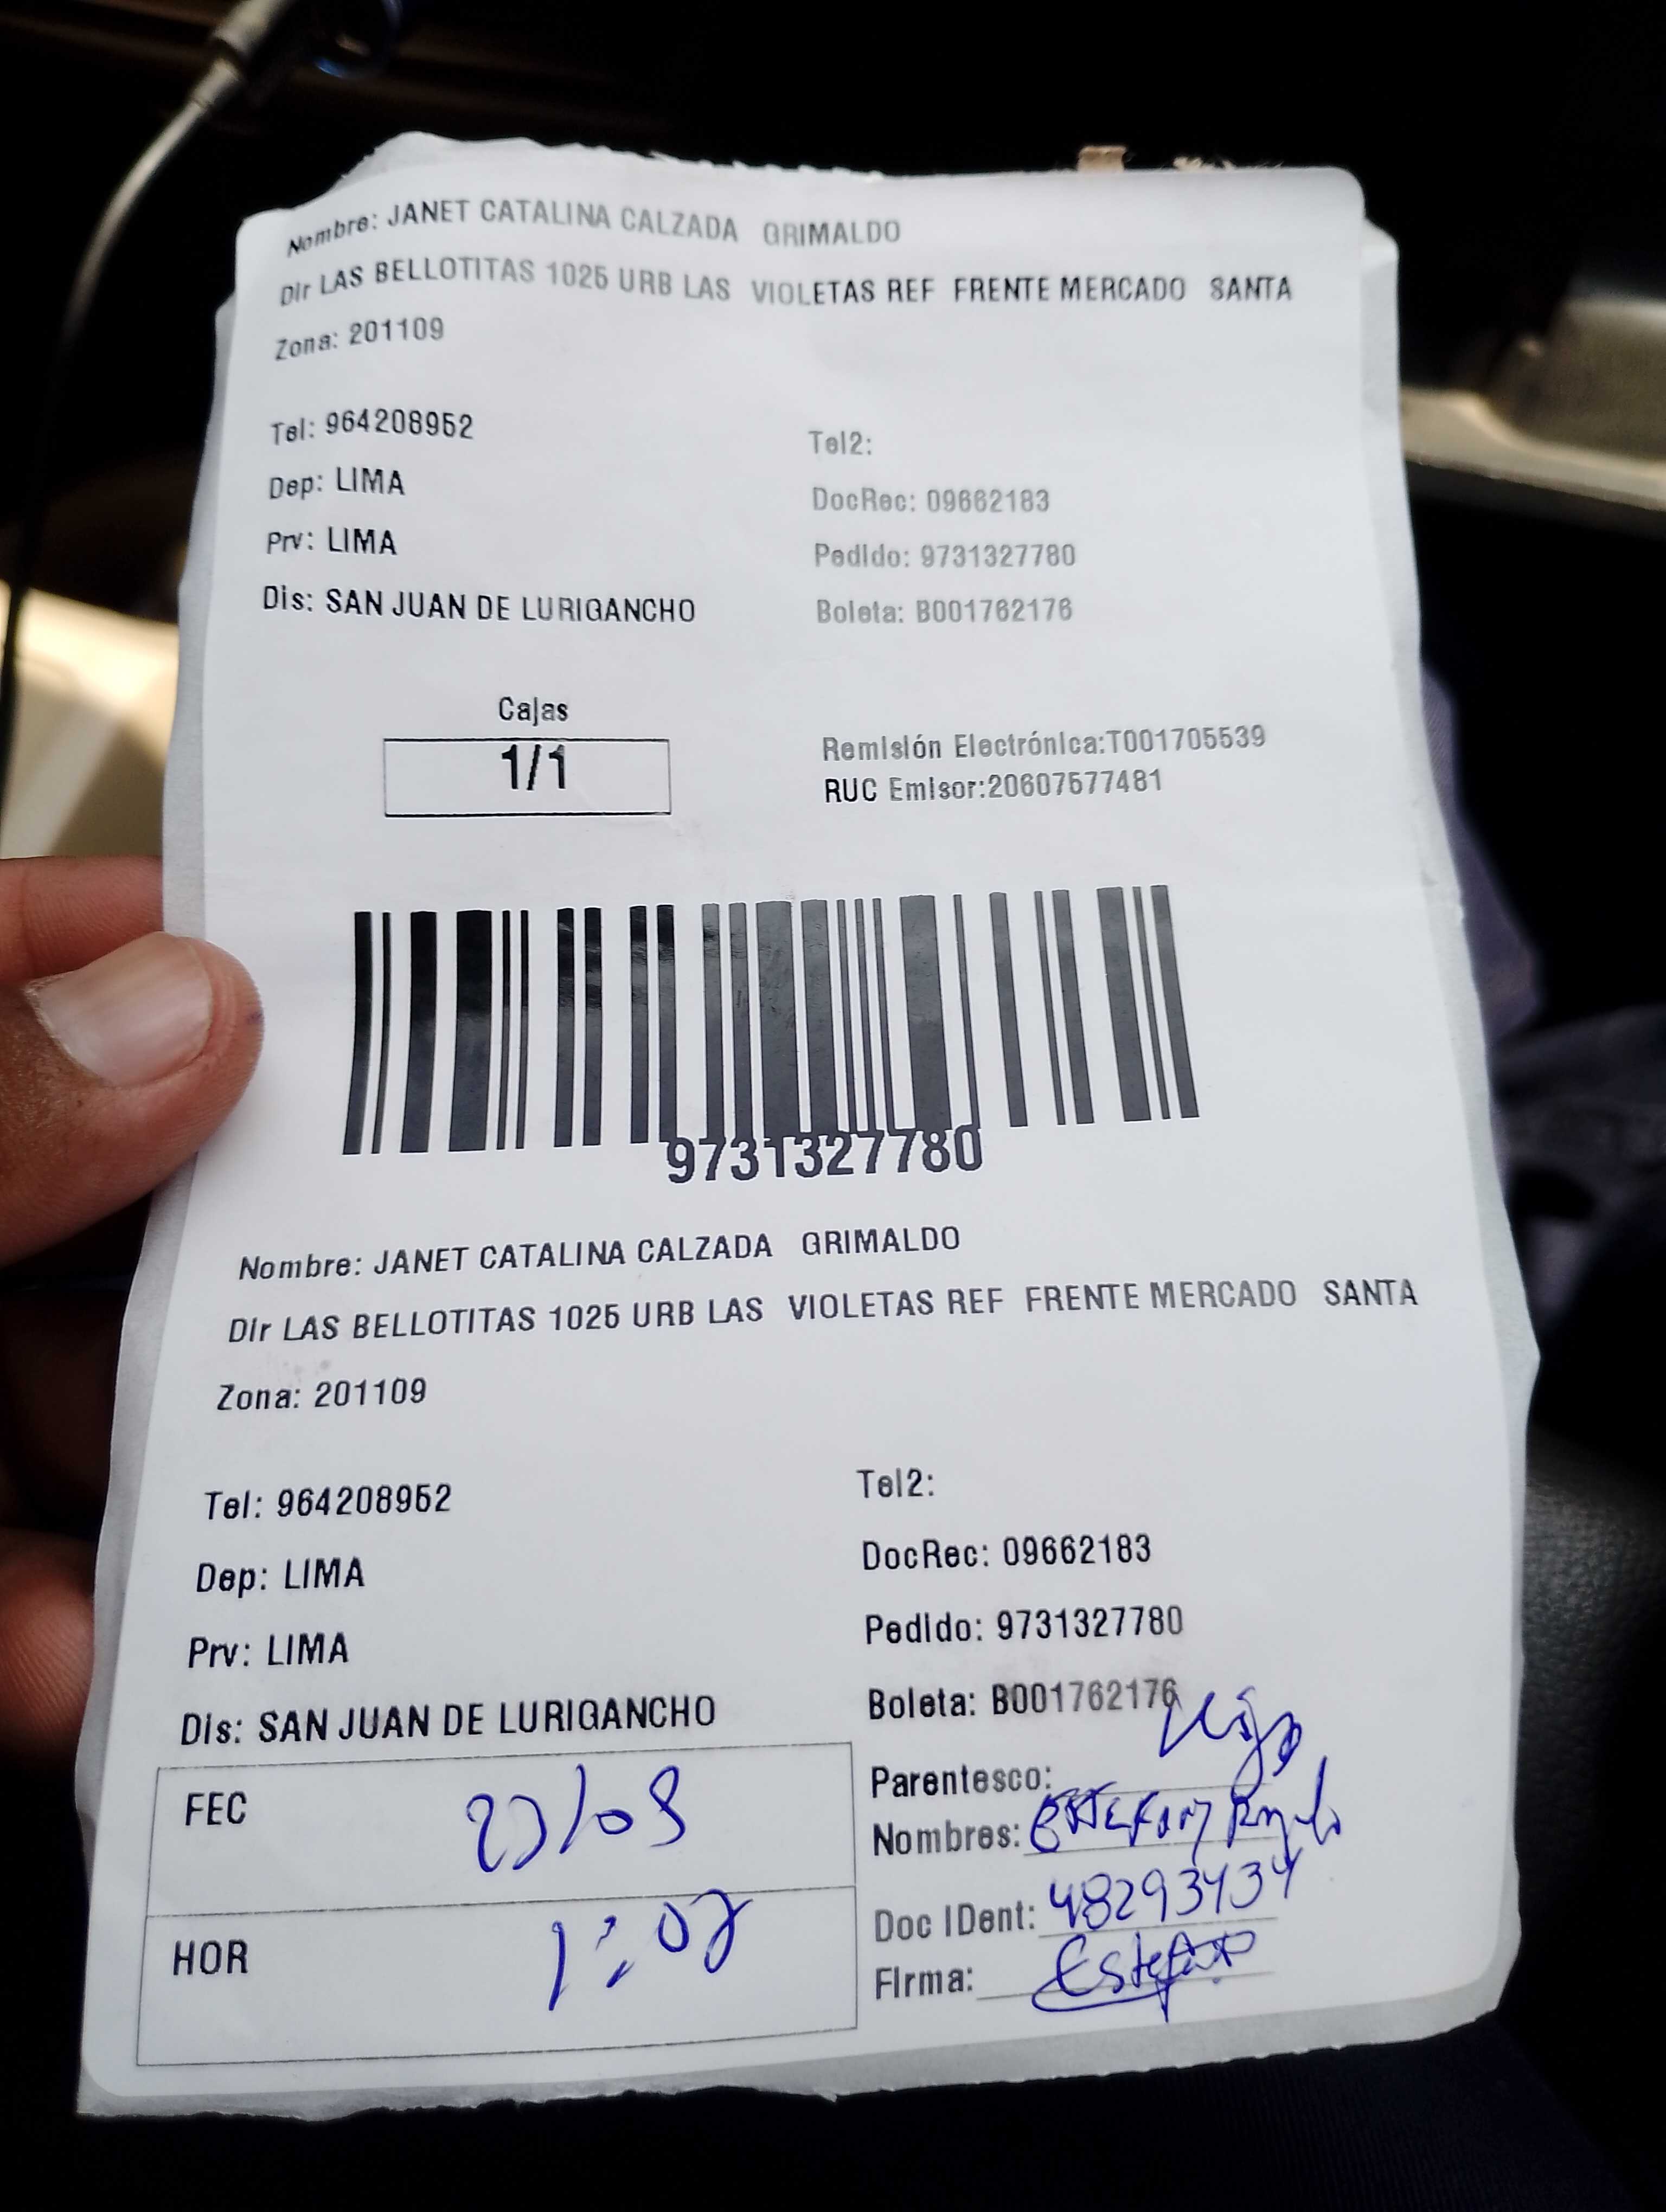 Nombre: JANET CATALINA CALZADA GRIMALDO
Dir LAS BELLOTITAS 1025 URB LAS VIOLETAS REF FRENTE MERCADO SANTA
Zona: 201109
Tel: 964208952
Tel2:
Dep: LIMA
DocRec: 09662183
Prv: LIMA
Pedido: 9731327780
Dis: SAN JUAN DE LURIGANCHO
Boleta: B001762176
Cajas
1/1
Remisión Electrónica:T001705539
RUC Emisor:20607577481
9731327780
Nombre: JANET CATALINA CALZADA GRIMALDO
Dir LAS BELLOTITAS 1025 URB LAS VIOLETAS REF FRENTE MERCADO SANTA
Zona: 201109
Tel: 964208952
Tel2:
Dep: LIMA
DocRec: 09662183
Prv: LIMA
Pedido: 9731327780
Dis: SAN JUAN DE LURIGANCHO
Boleta: B001762176
FEC
Parentesco:
Nombres: ESTEFANY
HOR
Doc IDent: 48293434
Firma: